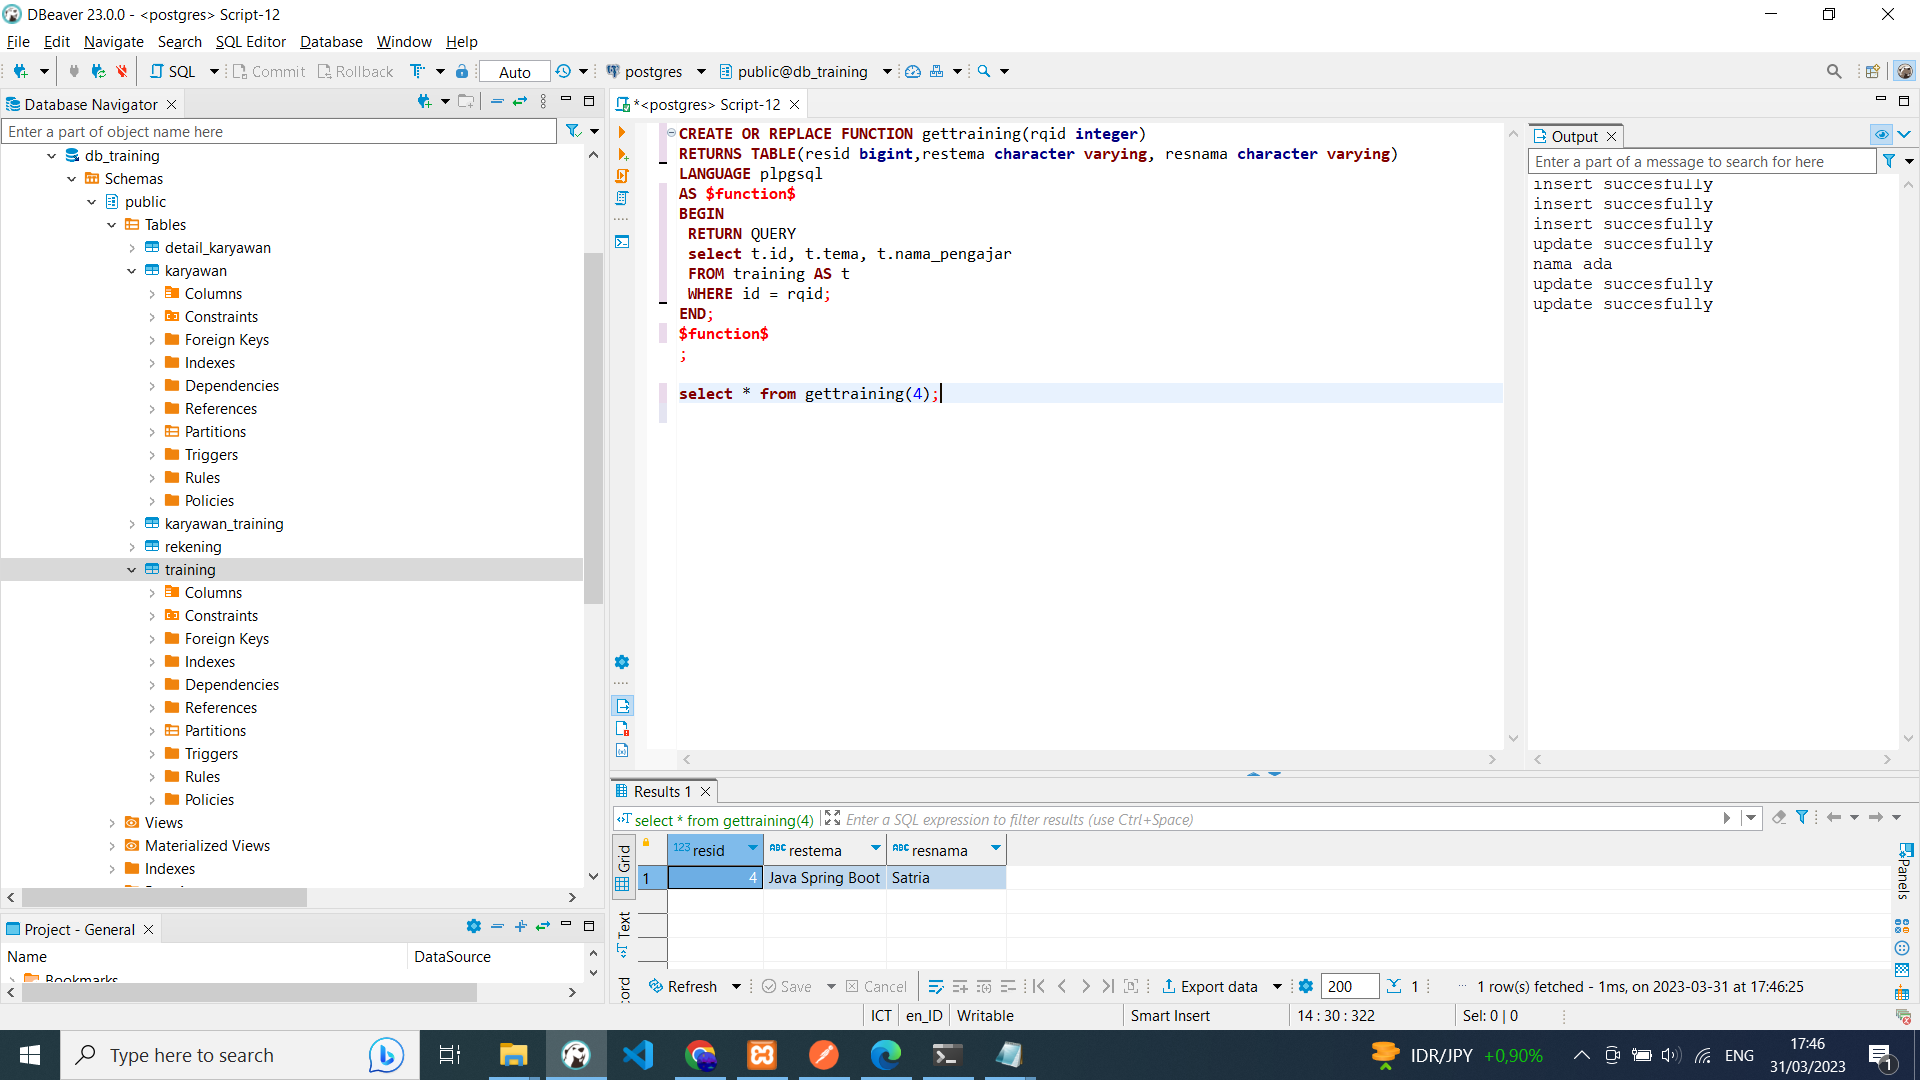 DBeaver 23.0.0 - <postgres> Script-12
File Edit Navigate Search SQL Editor Database Window Help
SQL Commit Rollback Auto postgres public@db_training
Database Navigator
Enter a part of object name here
db_training
Schemas
public
Tables
detail_karyawan
karyawan
Columns
Constraints
Foreign Keys
Indexes
Dependencies
References
Partitions
Triggers
Rules
Policies
karyawan_training
rekening
training
Columns
Constraints
Foreign Keys
Indexes
Dependencies
References
Partitions
Triggers
Rules
Policies
Views
Materialized Views
Indexes
Project - General
Name DataSource
Bookmarks
*<postgres> Script-12
CREATE OR REPLACE FUNCTION gettraining(rqid integer)
RETURNS TABLE(resid bigint,restema character varying, resnama character varying)
LANGUAGE plpgsql
AS $function$
BEGIN
RETURN QUERY
select t.id, t.tema, t.nama_pengajar
FROM training AS t
WHERE id = rqid;
END;
$function$
;
select * from gettraining(4);
Output
Enter a part of a message to search for here
insert succesfully
insert succesfully
insert succesfully
update succesfully
nama ada
update succesfully
update succesfully
Results 1
select * from gettraining(4) Enter a SQL expression to filter results (use Ctrl+Space)
Grid
Text
123 resid ABC restema ABC resnama
1 4 Java Spring Boot Satria
Panels
Refresh Save Cancel Export data 200 1 1 row(s) fetched - 1ms, on 2023-03-31 at 17:46:25
ICT en_ID Writable Smart Insert 14 : 30 : 322 Sel: 0 | 0
Type here to search
IDR/JPY +0,90% ENG 17:46
31/03/2023
1